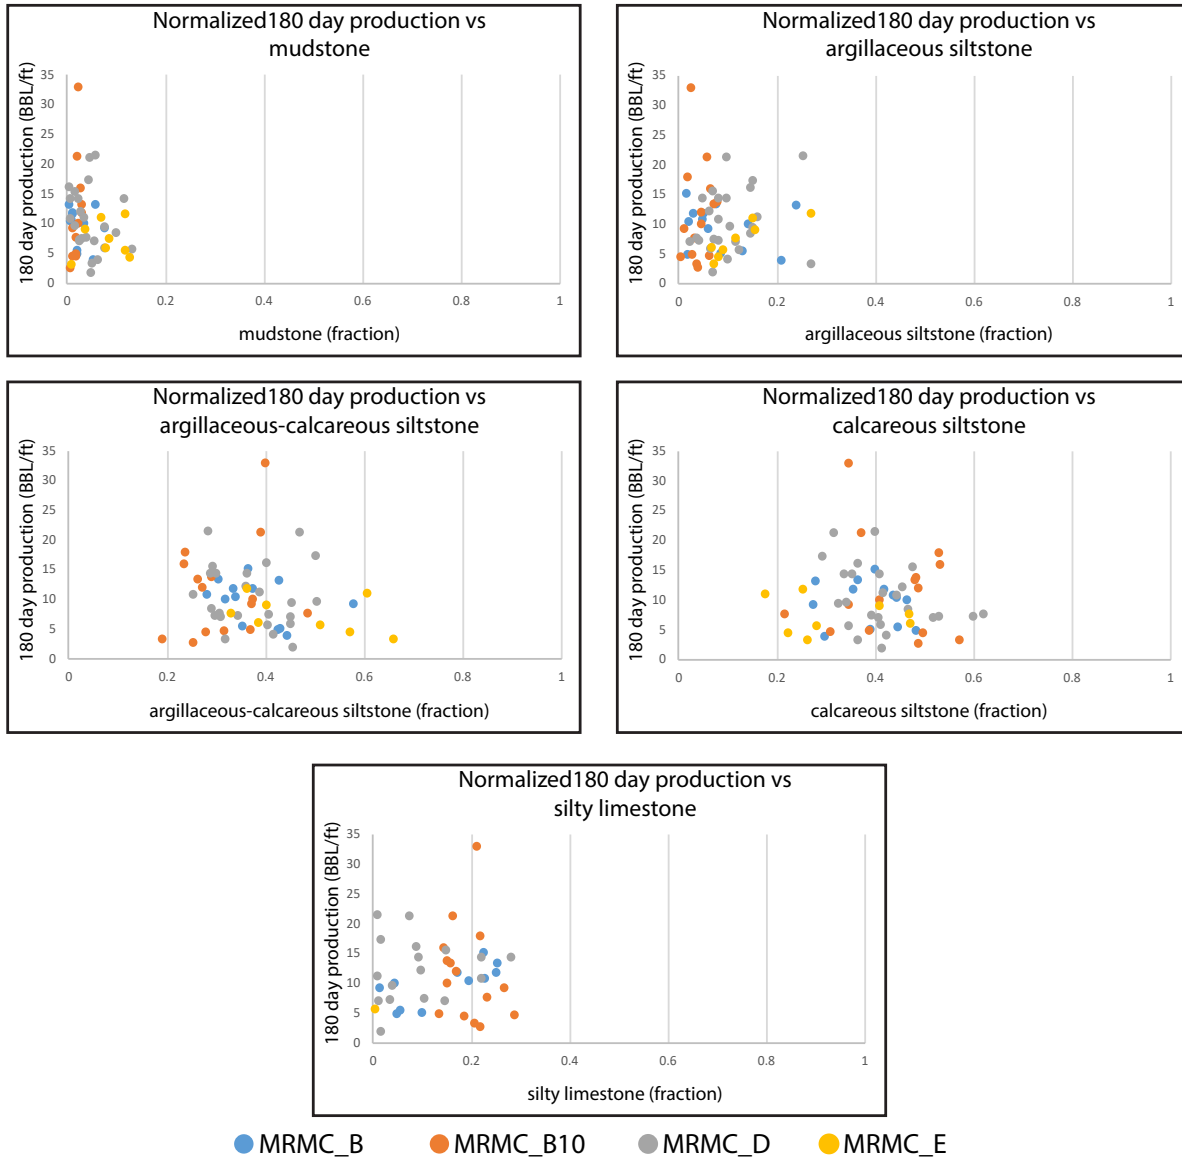 Normalized180 day production vs
mudstone
180 day production (BBL/ft)
35
30
25
20
15
10
5
0
0 0.2 0.4 0.6 0.8 1
mudstone (fraction)
Normalized180 day production vs
argillaceous siltstone
180 day production (BBL/ft)
35
30
25
20
15
10
5
0
0 0.2 0.4 0.6 0.8 1
argillaceous siltstone (fraction)
Normalized180 day production vs
argillaceous-calcareous siltstone
180 day production (BBL/ft)
35
30
25
20
15
10
5
0
0 0.2 0.4 0.6 0.8 1
argillaceous-calcareous siltstone (fraction)
Normalized180 day production vs
calcareous siltstone
180 day production (BBL/ft)
35
30
25
20
15
10
5
0
0 0.2 0.4 0.6 0.8 1
calcareous siltstone (fraction)
Normalized180 day production vs
silty limestone
180 day production (BBL/ft)
35
30
25
20
15
10
5
0
0 0.2 0.4 0.6 0.8 1
silty limestone (fraction)
MRMC_B MRMC_B10 MRMC_D MRMC_E